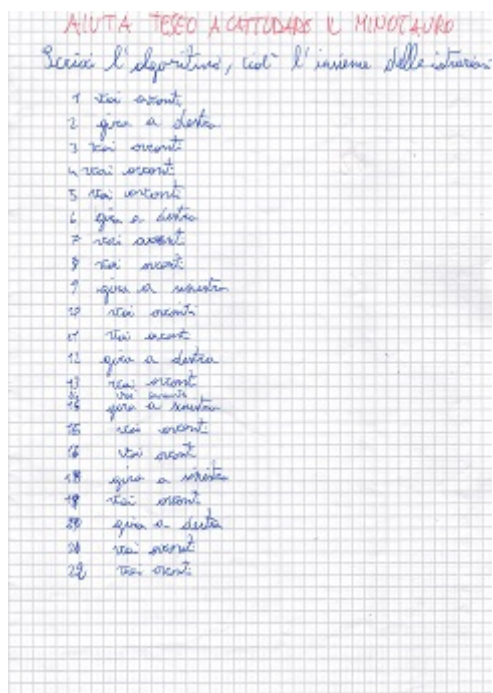 AIUTA TESEO A CATTURARE IL MINOTAURO
Scrivi l'algoritmo, cioè l'insieme delle istruzioni
1 vai avanti
2 gira a destra
3 vai avanti
4 vai avanti
5 vai avanti
6 gira a destra
7 vai avanti
8 vai avanti
9 gira a sinistra
10 vai avanti
11 vai avanti
12 gira a destra
13 vai avanti
vai avanti
gira a sinistra
15 vai avanti
16 vai avanti
18 gira a sinistra
19 vai avanti
20 gira a destra
vai avanti
22 vai avanti